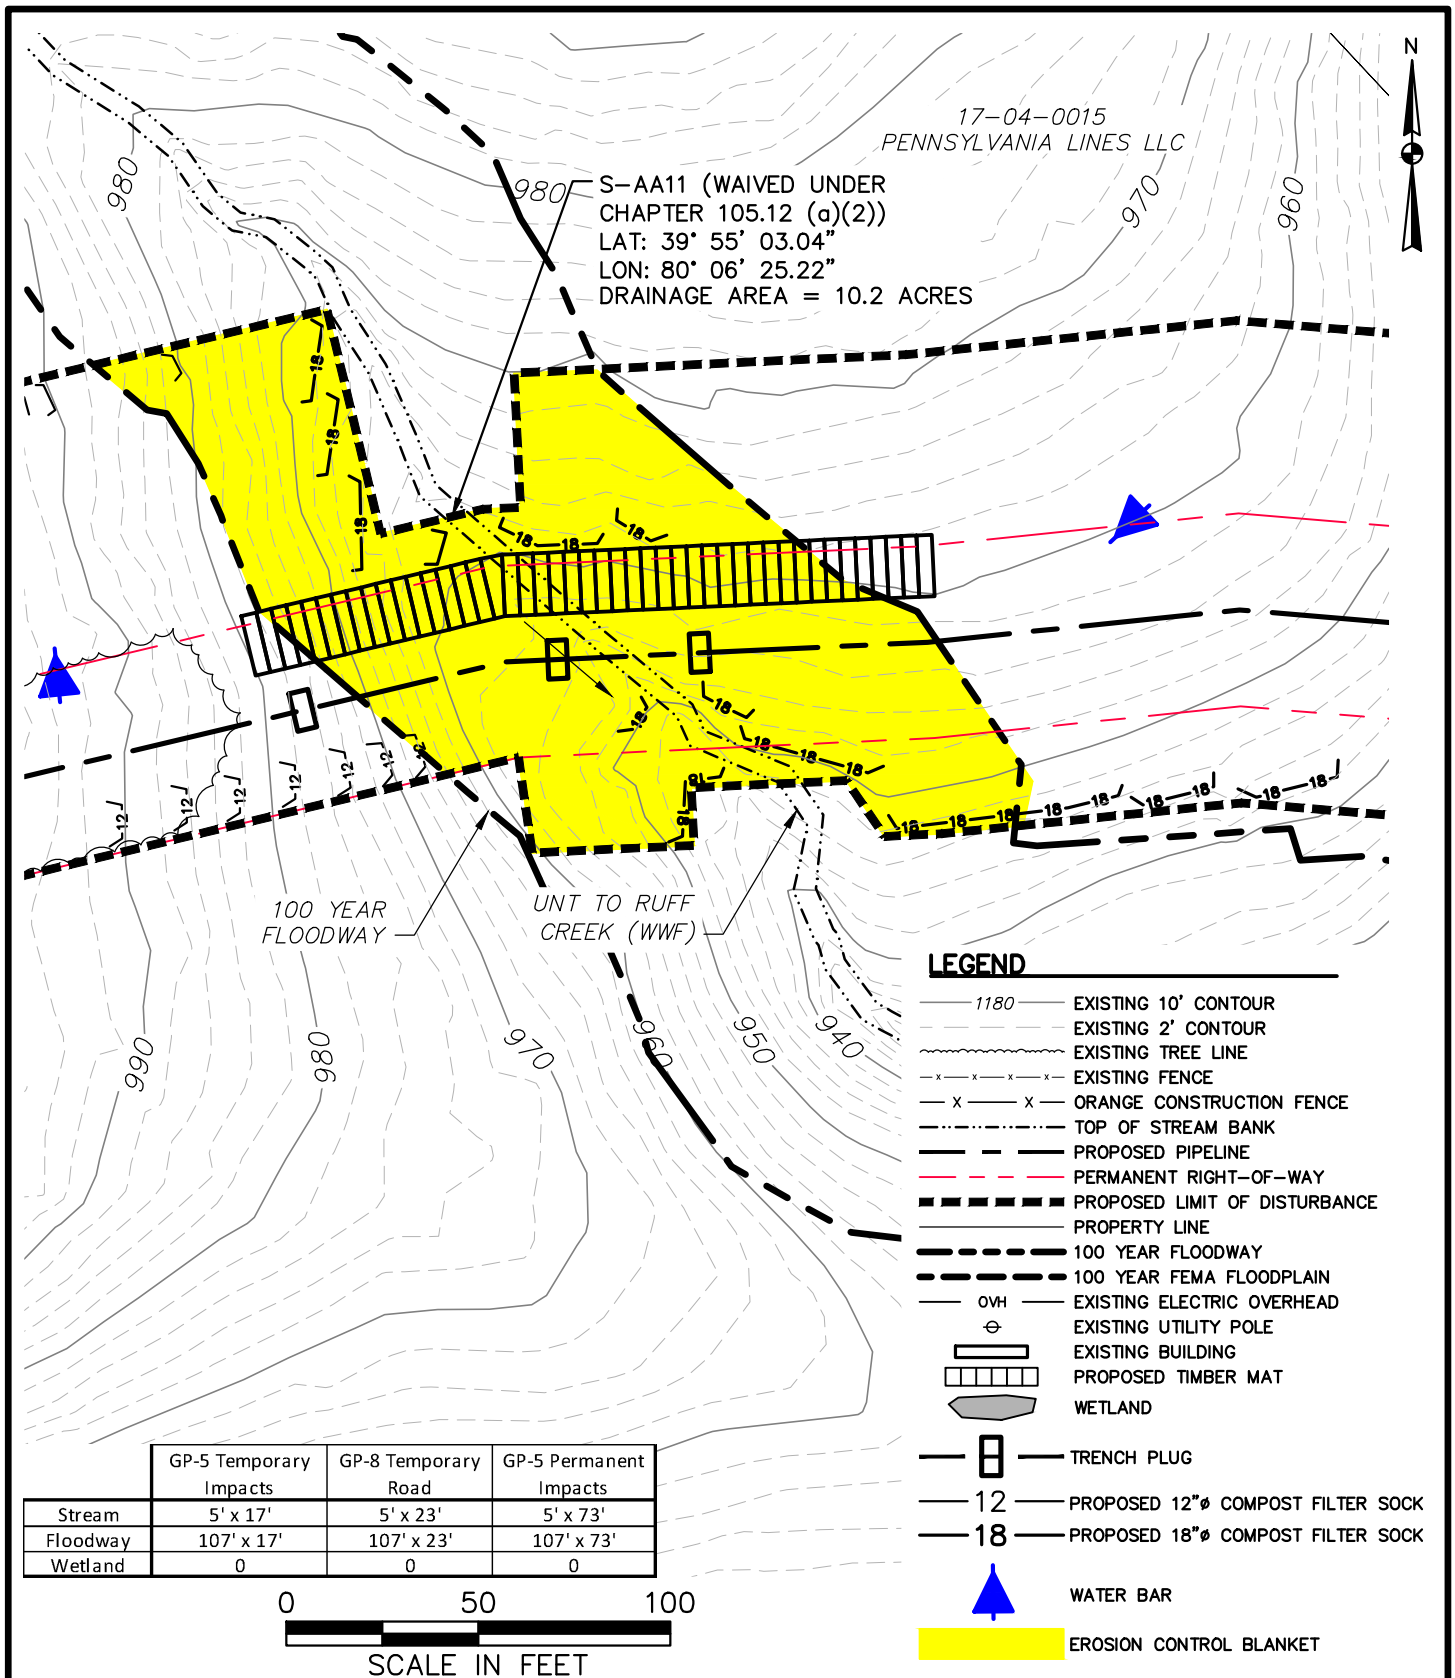 N
17-04-0015
PENNSYLVANIA LINES LLC
980
980
970
960
S-AA11 (WAIVED UNDER
CHAPTER 105.12 (a)(2))
LAT: 39° 55' 03.04"
LON: 80° 06' 25.22"
DRAINAGE AREA = 10.2 ACRES
18
18
18
18 18 18
18
18
18 18 18
18
18
18 18 18 18 18 18 18 18
12 12 12 12 12 12 12
100 YEAR
FLOODWAY
UNT TO RUFF
CREEK (WWF)
990
980
970
960
950
940
LEGEND
1180 EXISTING 10' CONTOUR
EXISTING 2' CONTOUR
EXISTING TREE LINE
x x x x EXISTING FENCE
X X ORANGE CONSTRUCTION FENCE
TOP OF STREAM BANK
PROPOSED PIPELINE
PERMANENT RIGHT-OF-WAY
PROPOSED LIMIT OF DISTURBANCE
PROPERTY LINE
100 YEAR FLOODWAY
100 YEAR FEMA FLOODPLAIN
OVH EXISTING ELECTRIC OVERHEAD
EXISTING UTILITY POLE
EXISTING BUILDING
PROPOSED TIMBER MAT
WETLAND
TRENCH PLUG
12 PROPOSED 12"ø COMPOST FILTER SOCK
18 PROPOSED 18"ø COMPOST FILTER SOCK
WATER BAR
EROSION CONTROL BLANKET
GP-5 Temporary Impacts GP-8 Temporary Road GP-5 Permanent Impacts
Stream 5' x 17' 5' x 23' 5' x 73'
Floodway 107' x 17' 107' x 23' 107' x 73'
Wetland 0 0 0
0 50 100
SCALE IN FEET